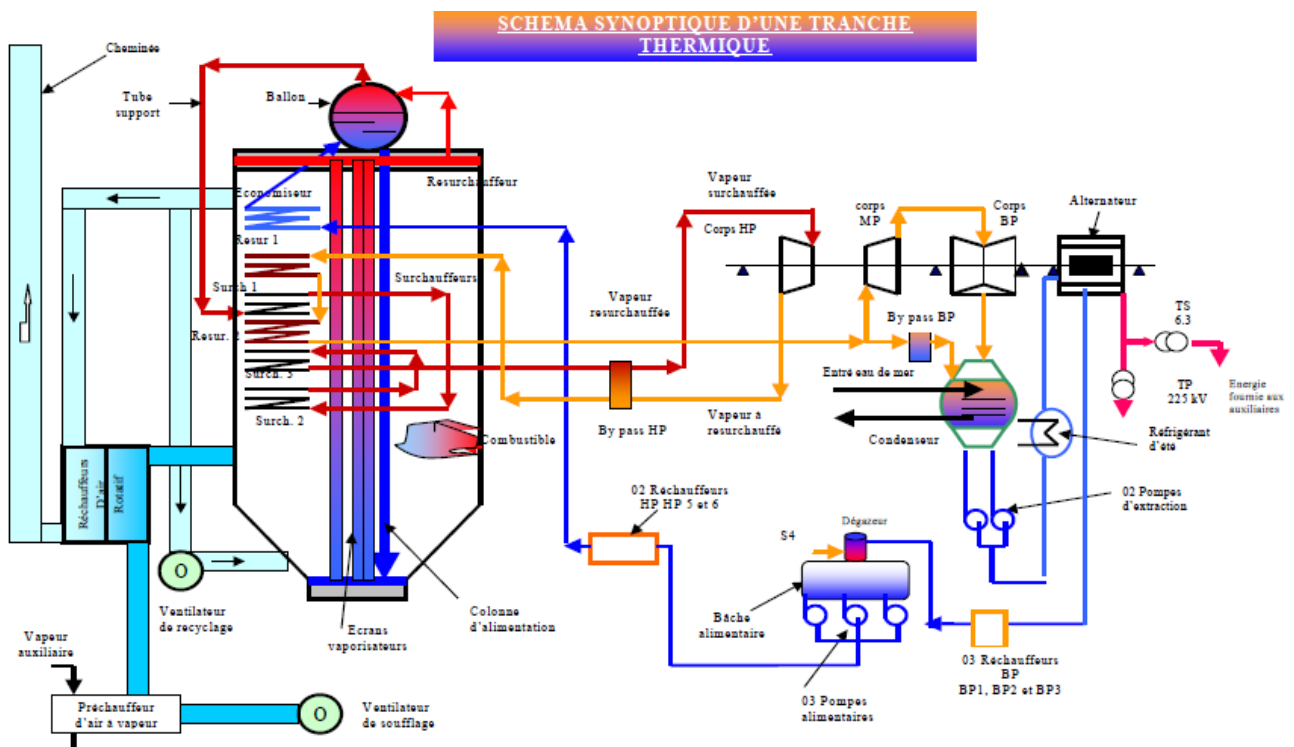 SCHEMA SYNOPTIQUE D'UNE TRANCHE
THERMIQUE
Cheminée
Tube
support
Ballon
Economiseur
Resurchauffeur
Resur 1
Surch 1
Surchauffeurs
Resur. 2
Surch. 3
Surch. 2
Combustible
Vapeur
surchauffée
Corps HP
corps
MP
Corps
BP
Alternateur
Vapeur
resurchauffée
By pass BP
TS
6.3
Entré eau de mer
TP
225 kV
Energie
fournie aux
auxiliaires
By pass HP
Vapeur à
resurchauffé
Condenseur
Réfrigérant
d'été
Réchauffeurs
D'air
Rotatif
02 Réchauffeurs
HP HP 5 et 6
02 Pompes
d'extraction
Dégazeur
S4
O
Ventilateur
de recyclage
Ecrans
vaporisateurs
Colonne
d'alimentation
Bâche
alimentaire
03 Réchauffeurs
BP
BP1, BP2 et BP3
03 Pompes
alimentaires
Vapeur
auxiliaire
Préchauffeur
d'air à vapeur
O
Ventilateur
de soufflage